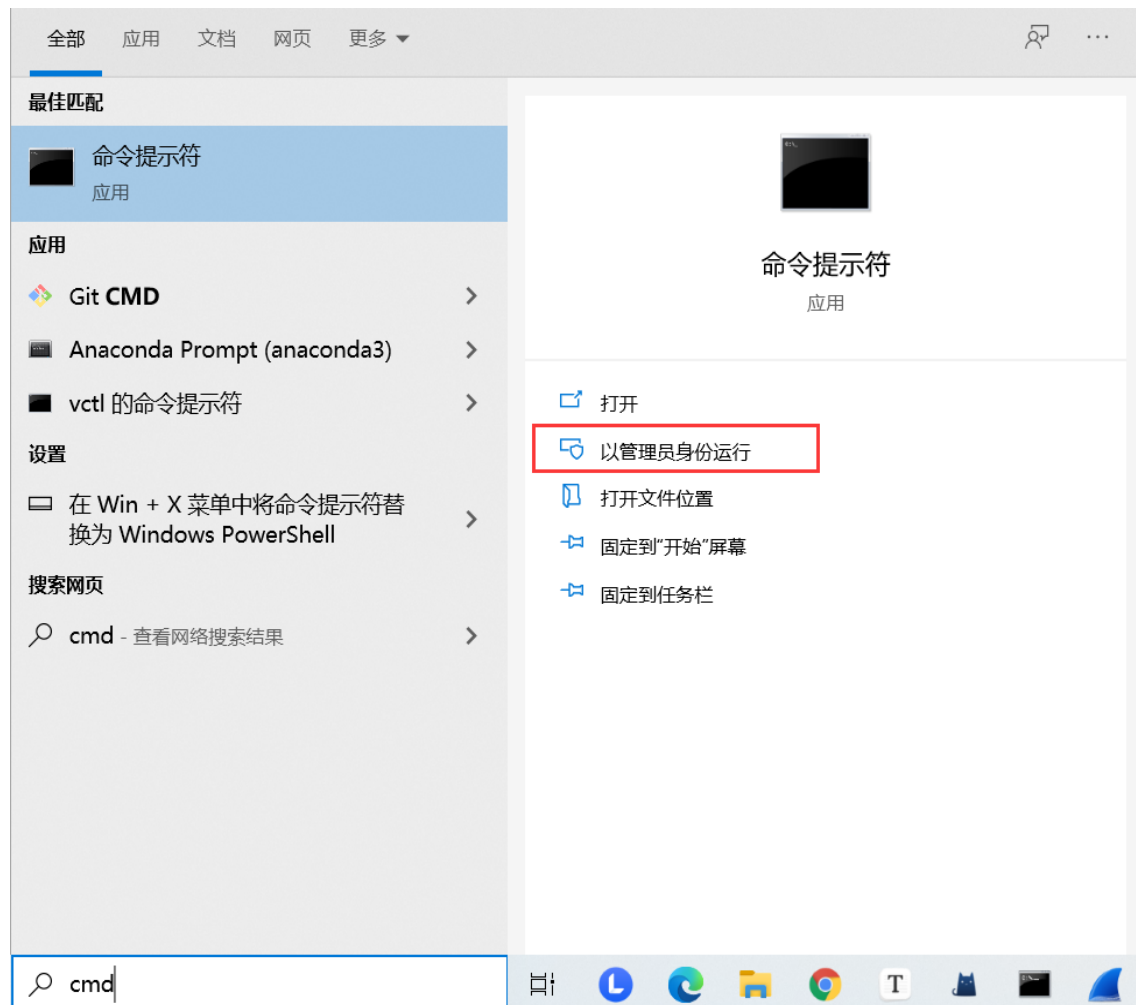 全部 应用 文档 网页 更多
最佳匹配
命令提示符
应用
应用
Git CMD
Anaconda Prompt (anaconda3)
vctl 的命令提示符
设置
在 Win + X 菜单中将命令提示符替
换为 Windows PowerShell
搜索网页
cmd - 查看网络搜索结果
命令提示符
应用
打开
以管理员身份运行
打开文件位置
固定到“开始”屏幕
固定到任务栏
cmd